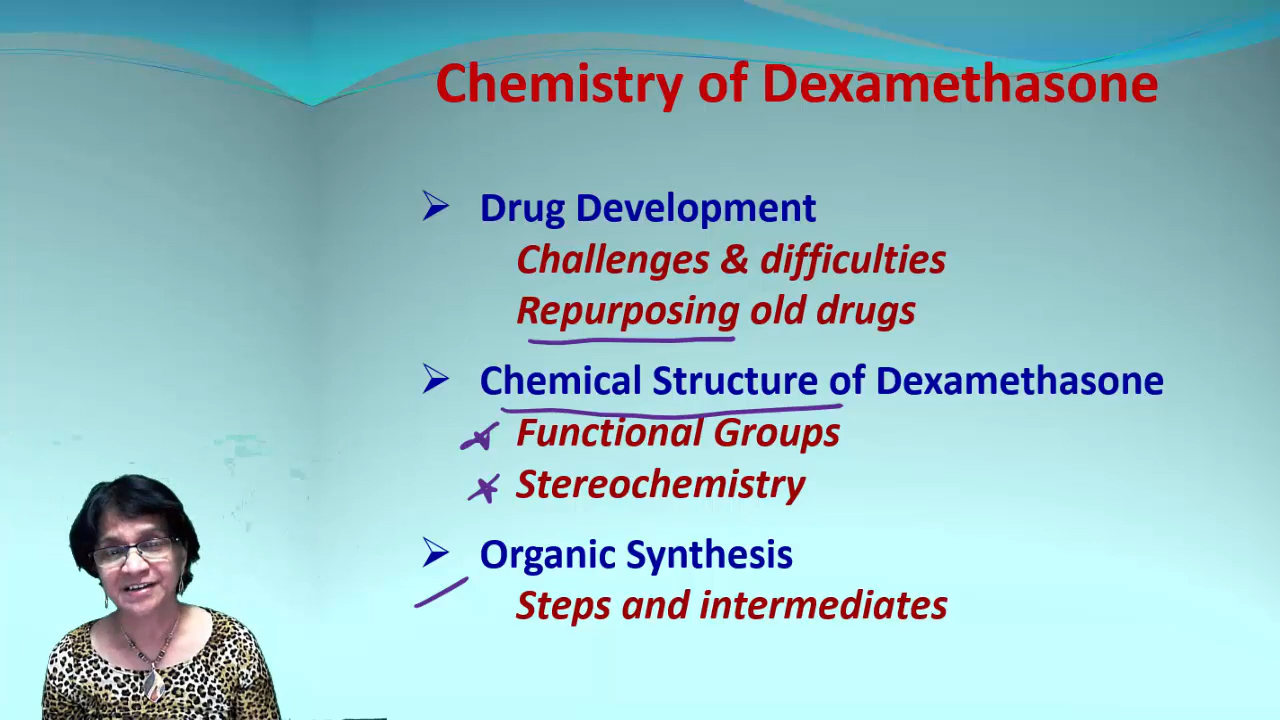 Chemistry of Dexamethasone
Drug Development
Challenges & difficulties
Repurposing old drugs
Chemical Structure of Dexamethasone
Functional Groups
Stereochemistry
Organic Synthesis
Steps and intermediates